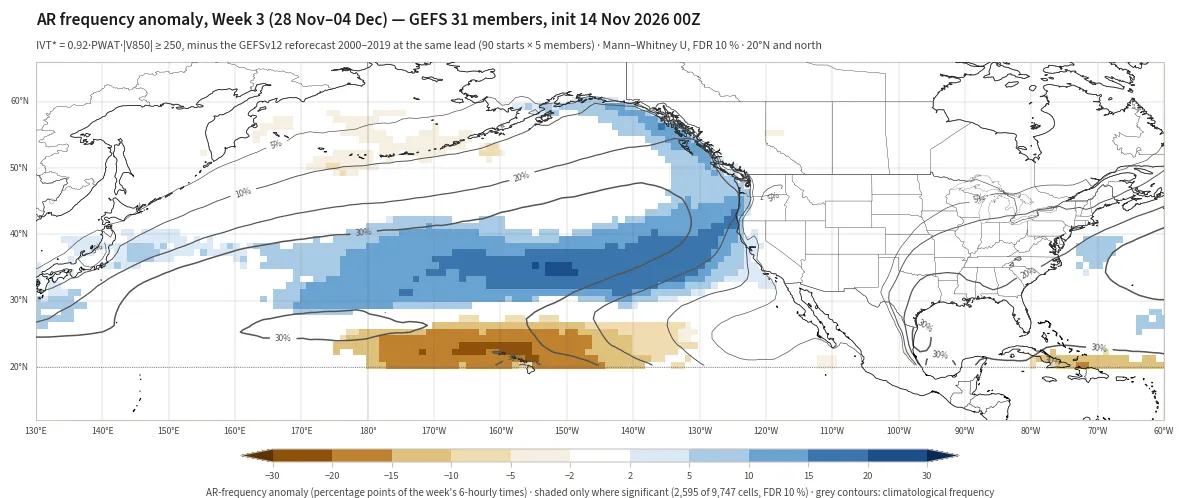 AR frequency anomaly, Week 3 (28 Nov–04 Dec) — GEFS 31 members, init 14 Nov 2026 00Z
IVT* = 0.92·PWAT·|V850| ≥ 250, minus the GEFSv12 reforecast 2000–2019 at the same lead (90 starts × 5 members) · Mann–Whitney U, FDR 10 % · 20°N and north
60°N
5%
50°N
20%
10%
5%
5%
40°N
30%
5%
20%
30°N
30%
30%
30%
30%
20°N
130°E 140°E 150°E 160°E 170°E 180° 170°W 160°W 150°W 140°W 130°W 120°W 110°W 100°W 90°W 80°W 70°W 60°W
−30 −20 −15 −10 −5 −2 2 5 10 15 20 30
AR-frequency anomaly (percentage points of the week's 6-hourly times) · shaded only where significant (2,595 of 9,747 cells, FDR 10 %) · grey contours: climatological frequency